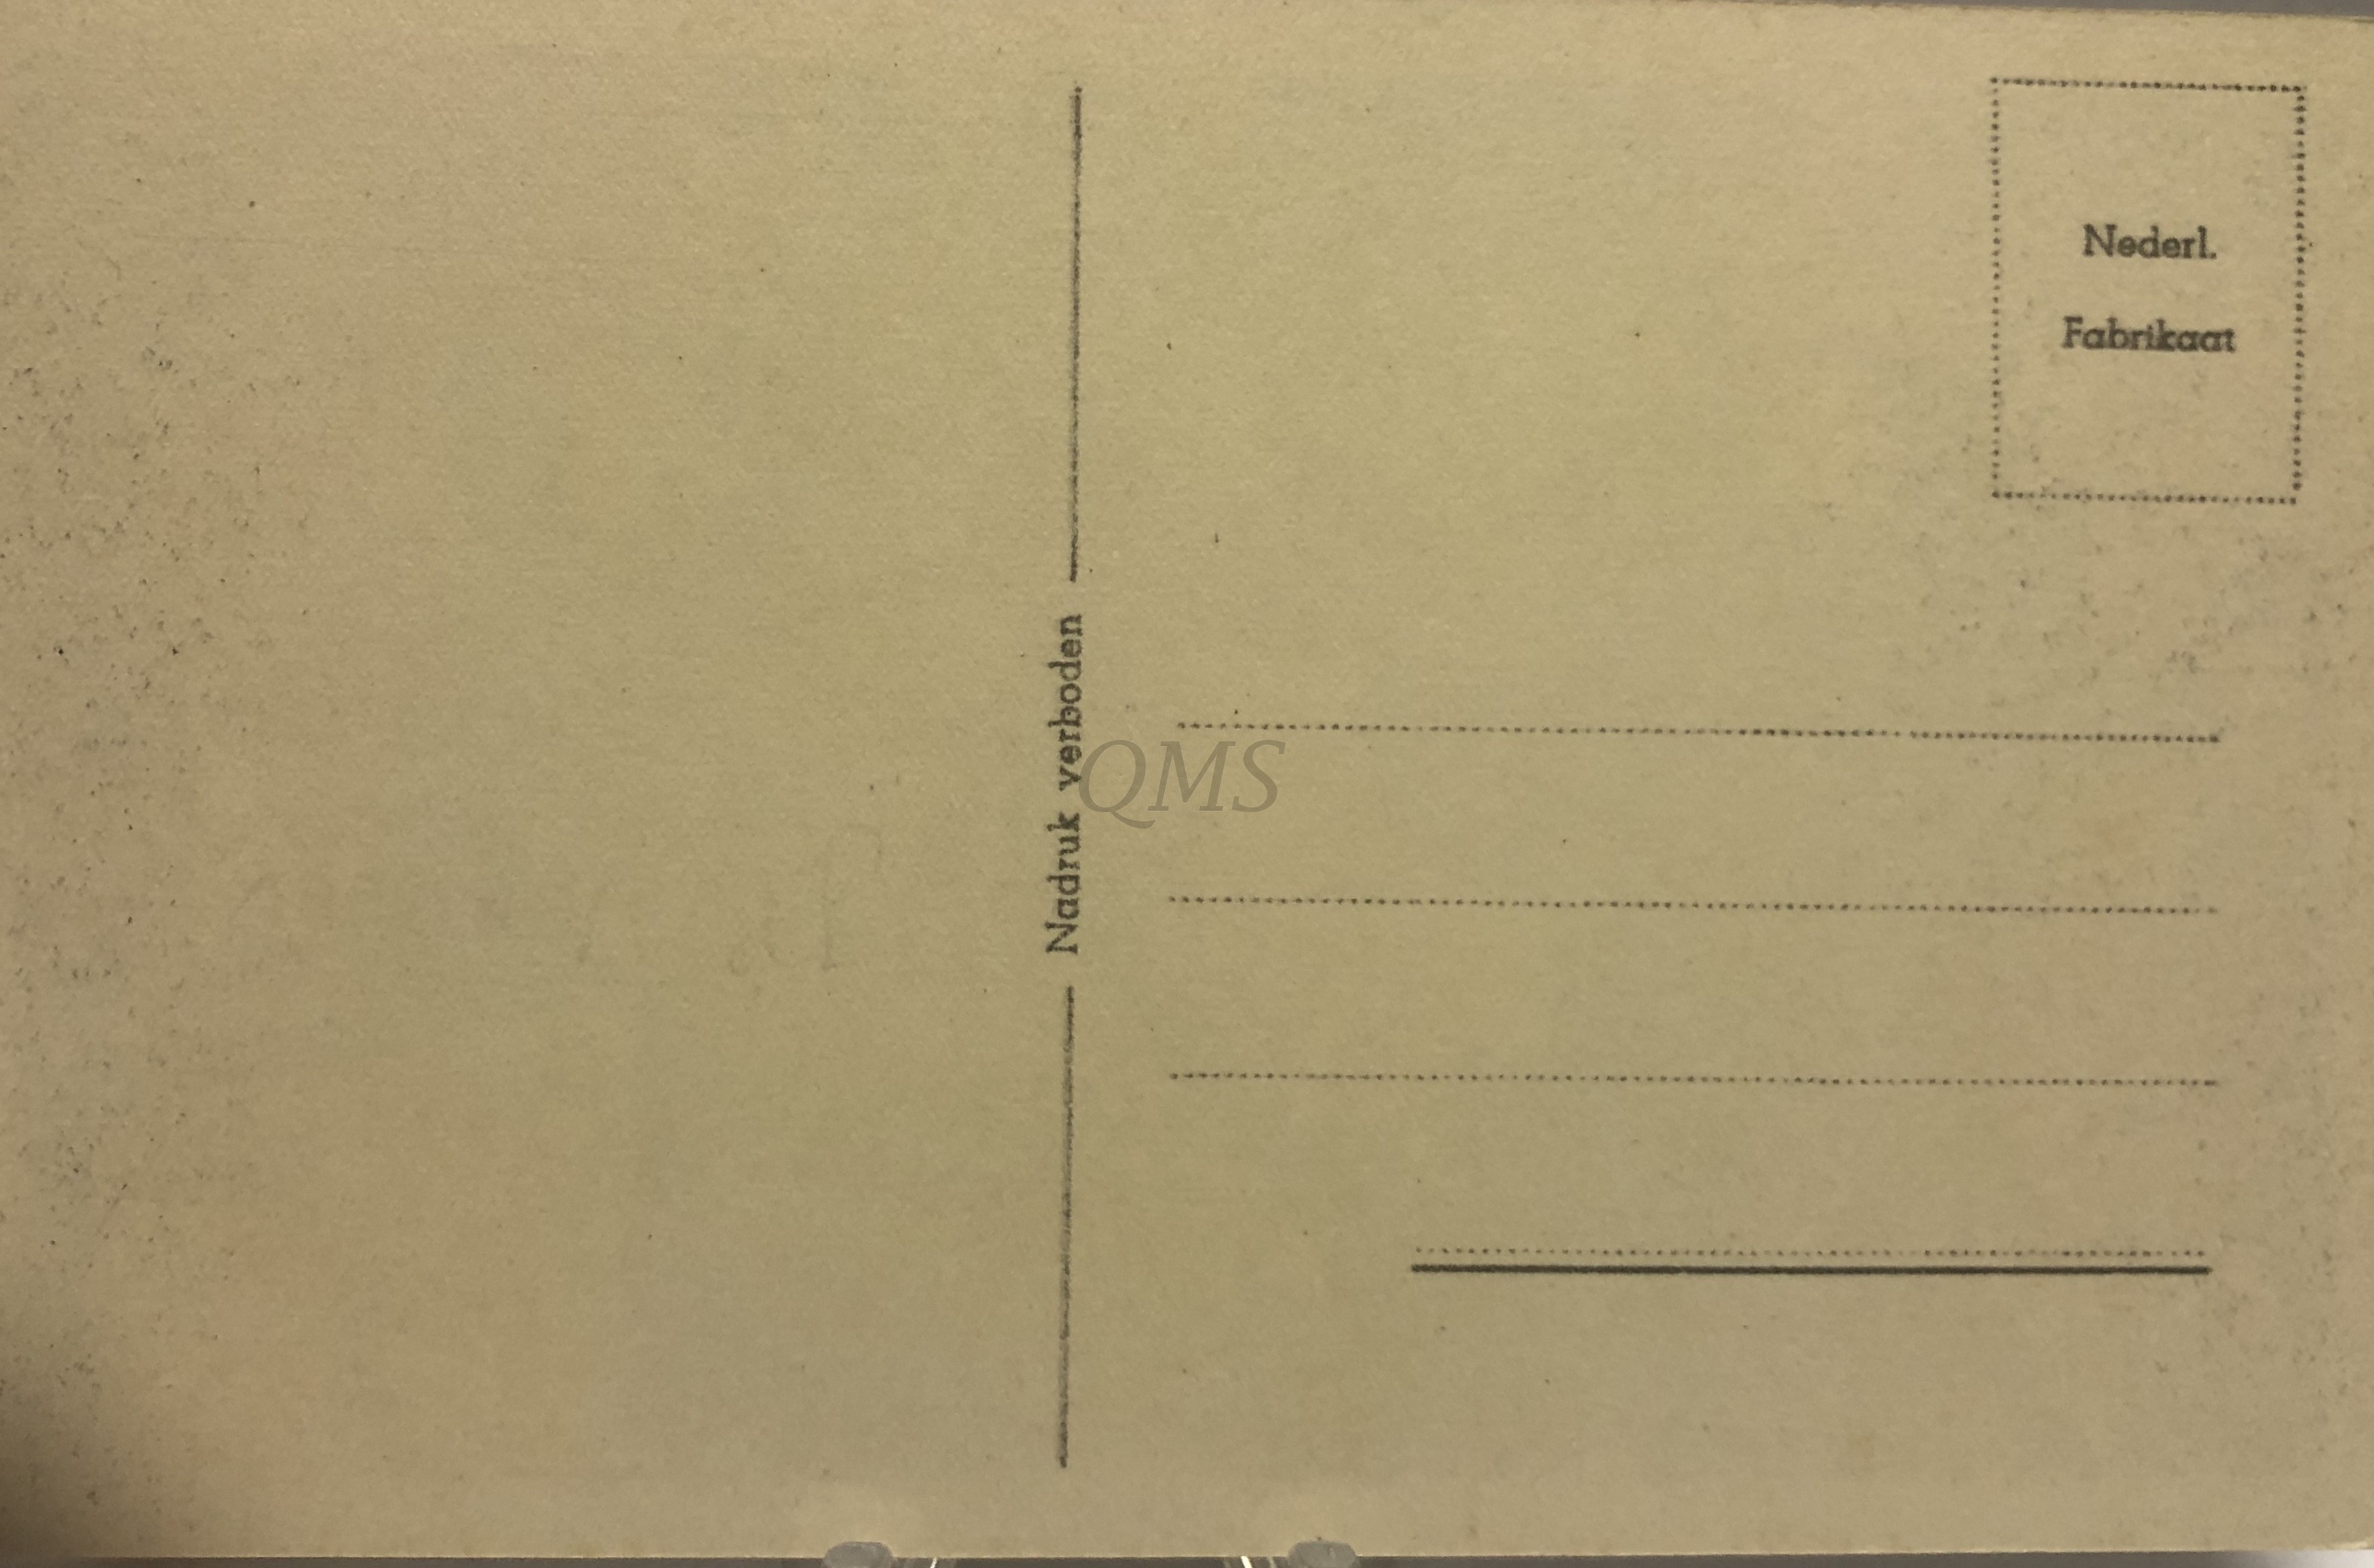 Nederl.
Fabrikaat
Nadruk verboden
QMS